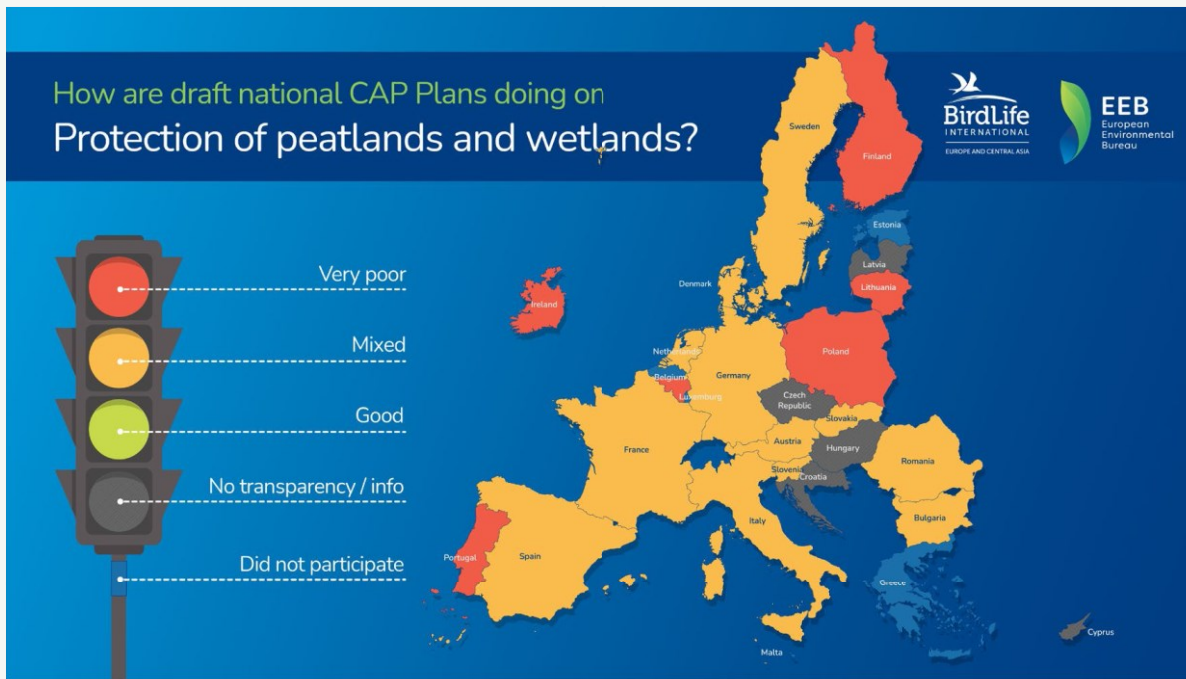 How are draft national CAP Plans doing on
Protection of peatlands and wetlands?
BirdLife
INTERNATIONAL
EUROPE AND CENTRAL ASIA
EEB
European
Environmental
Bureau
Very poor
Mixed
Good
No transparency / info
Did not participate
Sweden
Finland
Estonia
Latvia
Lithuania
Denmark
Ireland
Netherlands
Belgium
Luxemburg
Germany
Poland
Czech
Republic
Slovakia
Austria
Hungary
France
Slovenia
Croatia
Romania
Italy
Bulgaria
Portugal
Spain
Greece
Malta
Cyprus